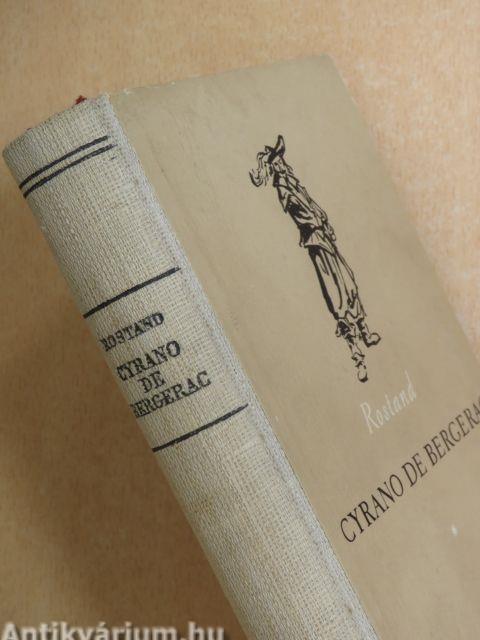 ROSTAND
CYRANO
DE
BERGERAC
Rostand
CYRANO DE BERGERAC
Antikvárium.hu